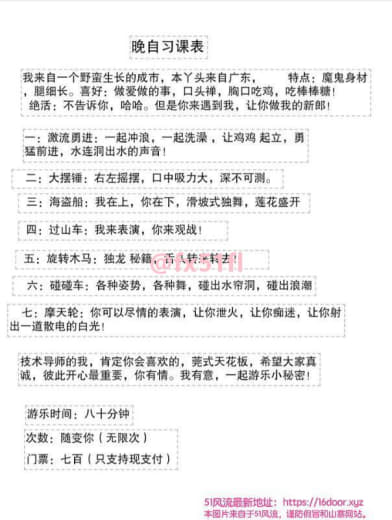 晚自习课表
我来自一个野蛮生长的成市，本丫头来自广东， 特点：魔鬼身材
，腿细长。喜好：做爱做的事，口头禅，胸口吃鸡，吃棒棒糖！
绝活：不告诉你，哈哈。但是你来遇到我，让你做我的新郎！
一：激流勇进：一起冲浪，一起洗澡 ，让鸡鸡 起立，勇
猛前进，水连洞出水的声音！
二：大摆锤：右左摇摆，口中吸力大，深不可测。
三：海盗船：我在上，你在下，滑坡式独舞，莲花盛开
四：过山车：我来表演，你来观战！
五：旋转木马：独龙 秘籍，舌人转来转去！
@fx51ll
六：碰碰车：各种姿势，各种舞，碰出水帘洞，碰出浪潮
七：摩天轮：你可以尽情的表演，让你泄火，让你痴迷，让你射
出一道散电的白光！
技术导师的我，肯定你会喜欢的，莞式天花板，希望大家真
诚，彼此开心最重要，你有情。我有意，一起游乐小秘密！
游乐时间：八十分钟
次数：随变你（无限次）
门票：七百（只支持现支付）
51风流最新地址：https://16door.xyz
本图片来自于51风流，谨防假冒和山寨网站。